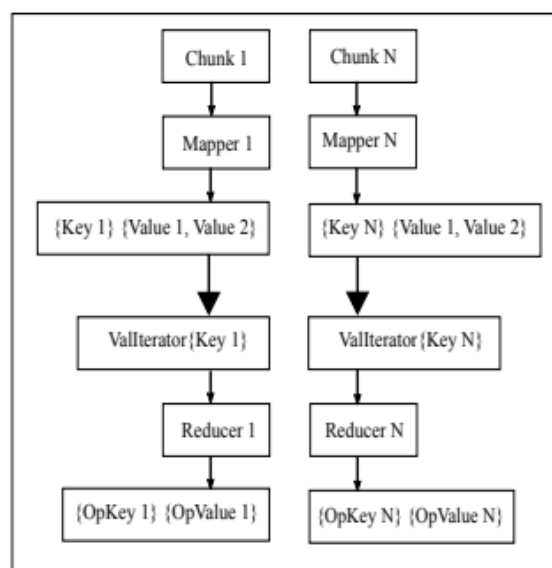 Chunk 1
Chunk N
Mapper 1
Mapper N
{Key 1} {Value 1, Value 2}
{Key N} {Value 1, Value 2}
ValIterator{Key 1}
ValIterator{Key N}
Reducer 1
Reducer N
{OpKey 1} {OpValue 1}
{OpKey N} {OpValue N}